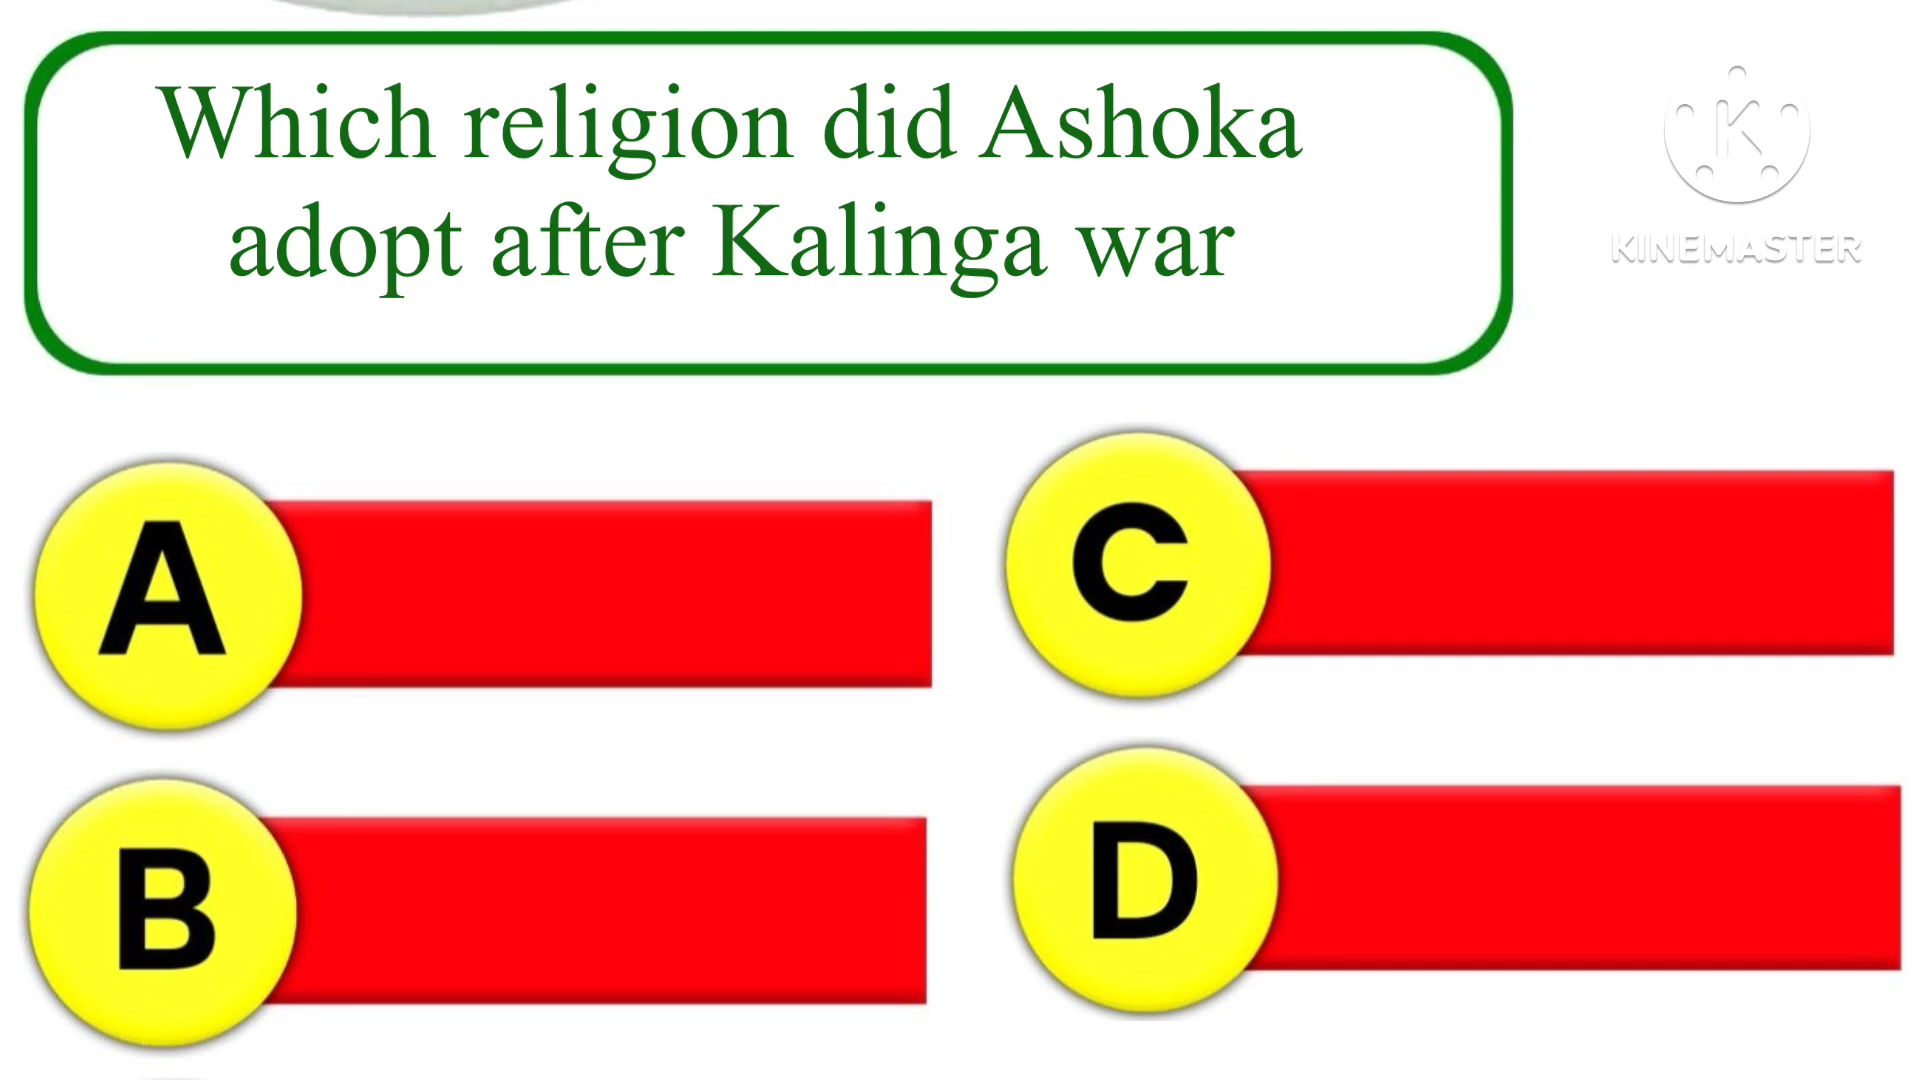 Which religion did Ashoka
adopt after Kalinga war
K
KINEMASTER
A
C
B
D